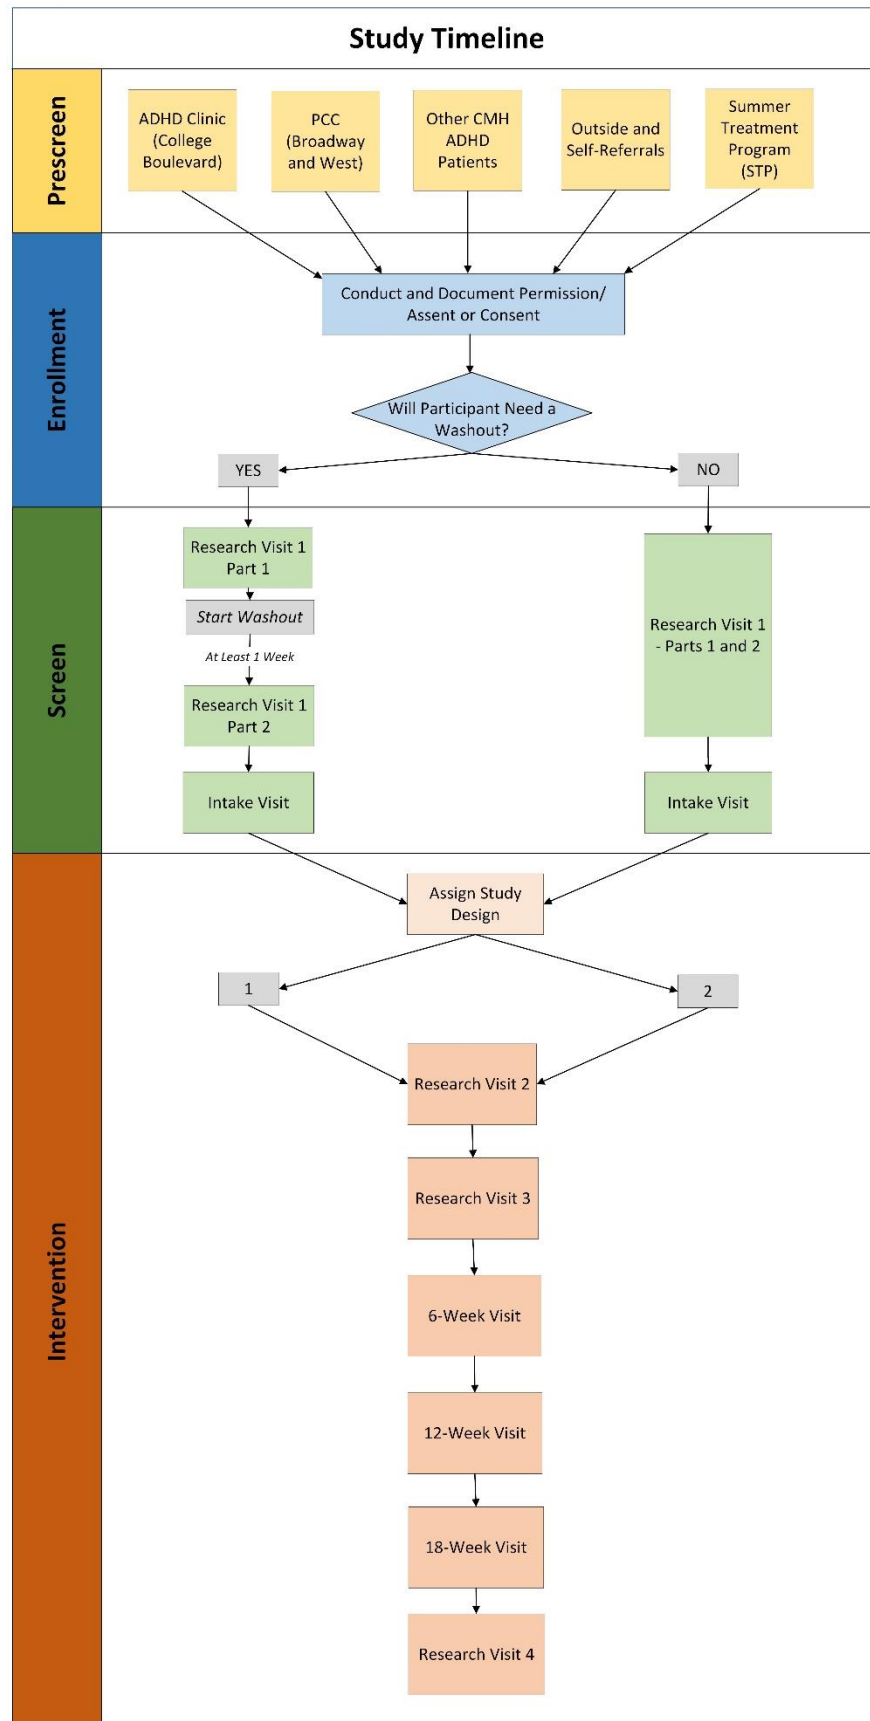 Study Timeline
Prescreen
ADHD Clinic
(College
Boulevard)
PCC
(Broadway
and West)
Other CMH
ADHD
Patients
Outside and
Self-Referrals
Summer
Treatment
Program
(STP)
Enrollment
Conduct and Document Permission/
Assent or Consent
Will Participant Need a
Washout?
YES
NO
Screen
Research Visit 1
Part 1
Start Washout
At Least 1 Week
Research Visit 1
Part 2
Intake Visit
Research Visit 1
- Parts 1 and 2
Intake Visit
Intervention
Assign Study
Design
1
2
Research Visit 2
Research Visit 3
6-Week Visit
12-Week Visit
18-Week Visit
Research Visit 4